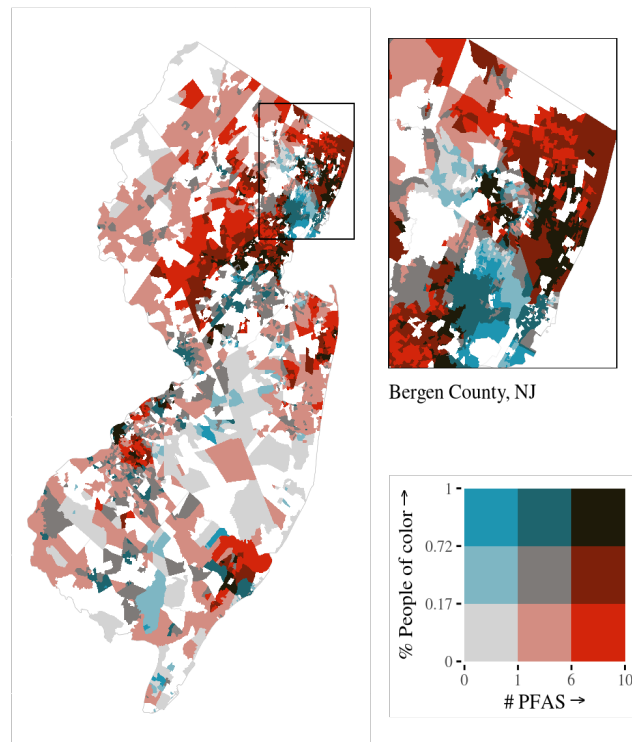 Bergen County, NJ
% People of color →
1
0.72
0.17
0
0 1 6 10
# PFAS →